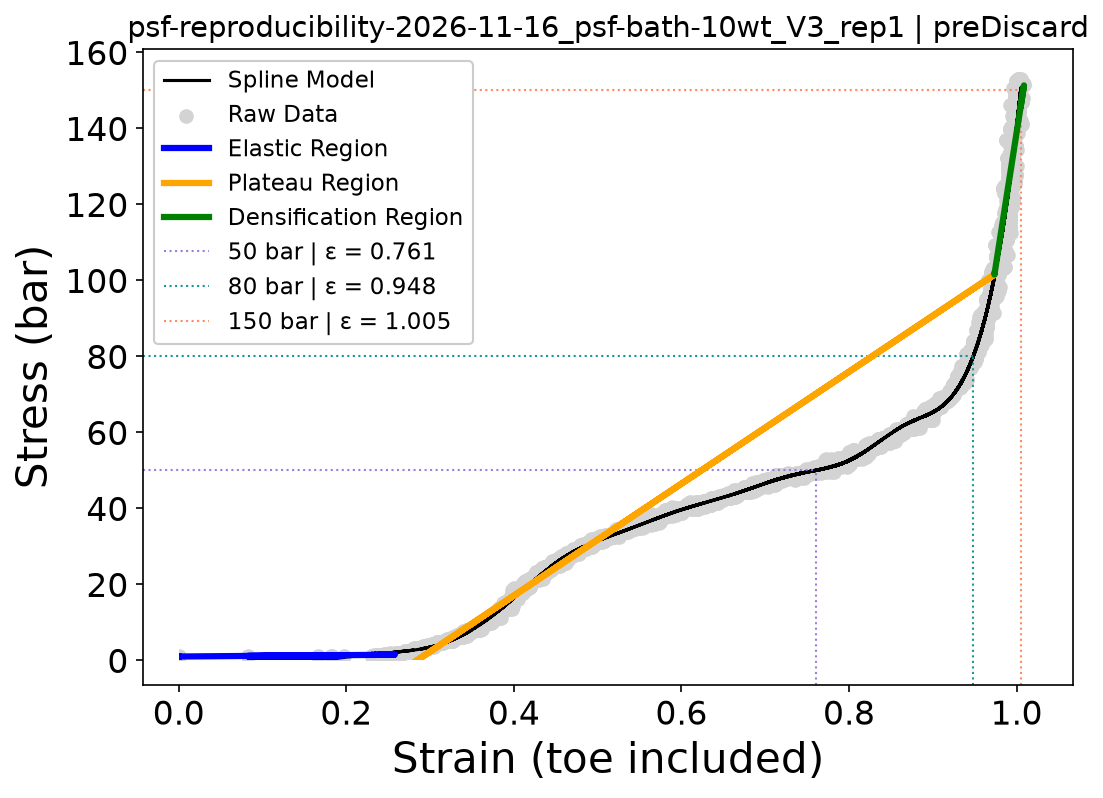 psf-reproducibility-2026-11-16_psf-bath-10wt_V3_rep1 | preDiscard
Spline Model
Raw Data
Elastic Region
Plateau Region
Densification Region
50 bar | ε = 0.761
80 bar | ε = 0.948
150 bar | ε = 1.005
160
140
120
100
80
60
40
20
0
Stress (bar)
0.0 0.2 0.4 0.6 0.8 1.0
Strain (toe included)